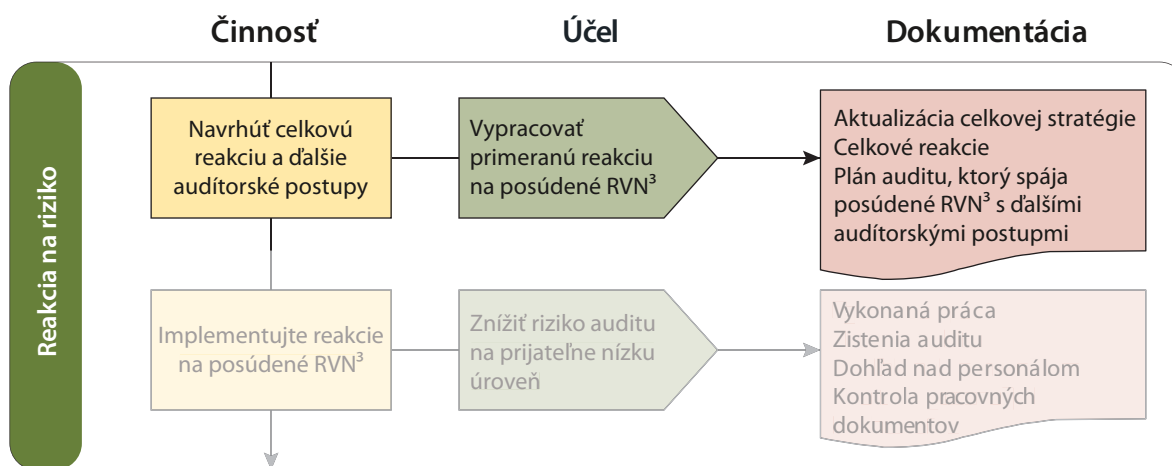 Činnosť
Účel
Dokumentácia
Reakcia na riziko
Navrhúť celkovú
reakciu a ďalšie
audítorské postupy
Vypracovať
primeranú reakciu
na posúdené RVN³
Aktualizácia celkovej stratégie
Celkové reakcie
Plán auditu, ktorý spája
posúdené RVN³ s ďalšími
audítorskými postupmi
Implementujte reakcie
na posúdené RVN³
Znížiť riziko auditu
na prijateľne nízku
úroveň
Vykonaná práca
Zistenia auditu
Dohľad nad personálom
Kontrola pracovných
dokumentov